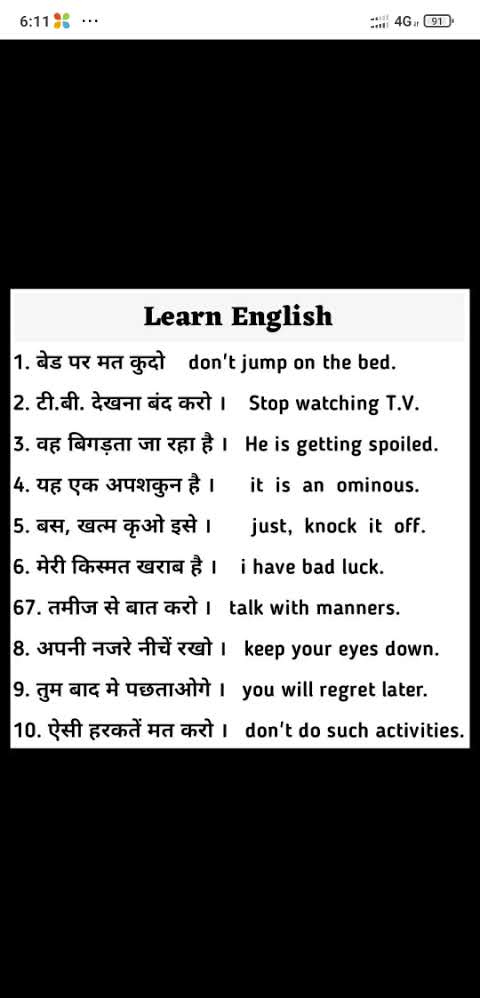 6:11 ... 4G 91
Learn English
1. बेड पर मत कुदो don't jump on the bed.
2. टी.बी. देखना बंद करो । Stop watching T.V.
3. वह बिगड़ता जा रहा है । He is getting spoiled.
4. यह एक अपशकुन है । it is an ominous.
5. बस, खत्म कृओ इसे । just, knock it off.
6. मेरी किस्मत खराब है । i have bad luck.
67. तमीज से बात करो । talk with manners.
8. अपनी नजरे नीचें रखो । keep your eyes down.
9. तुम बाद मे पछताओगे । you will regret later.
10. ऐसी हरकतें मत करो । don't do such activities.